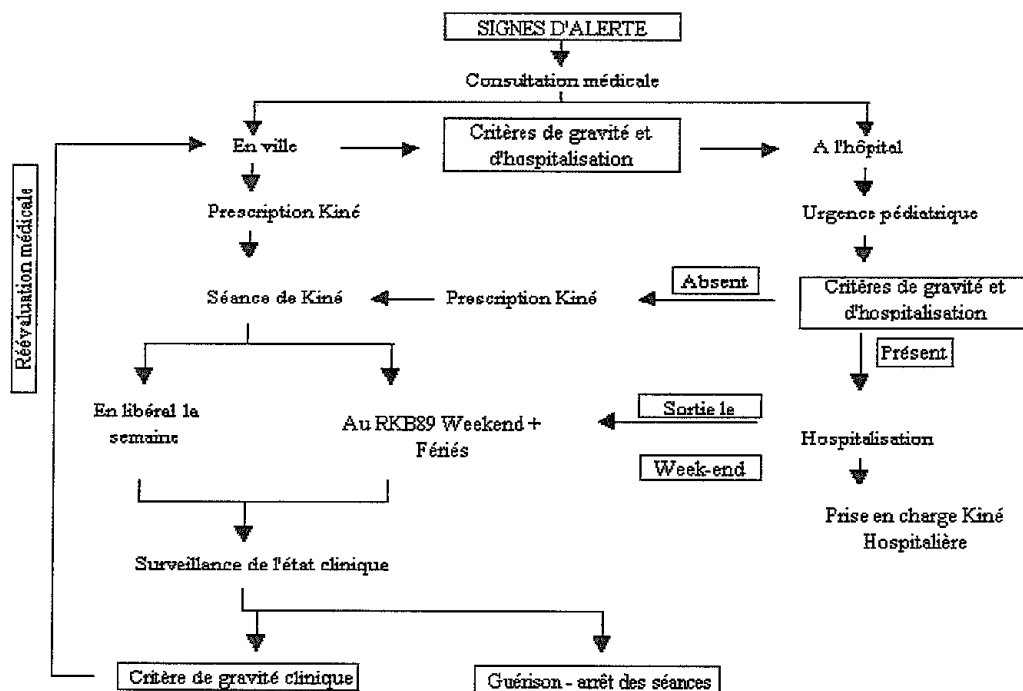 SIGNES D'ALERTE
Consultation médicale
En ville
Critères de gravité et
d'hospitalisation
A l'hôpital
Réévaluation médicale
Prescription Kiné
Urgence pédiatrique
Séance de Kiné
Prescription Kiné
Absent
Critères de gravité et
d'hospitalisation
Présent
En libéral la
semaine
Au RKB89 Weekend +
Fériés
Sortie le
Week-end
Hospitalisation
Prise en charge Kiné
Hospitalière
Surveillance de l'état clinique
Critère de gravité clinique
Guérison - arrêt des séances